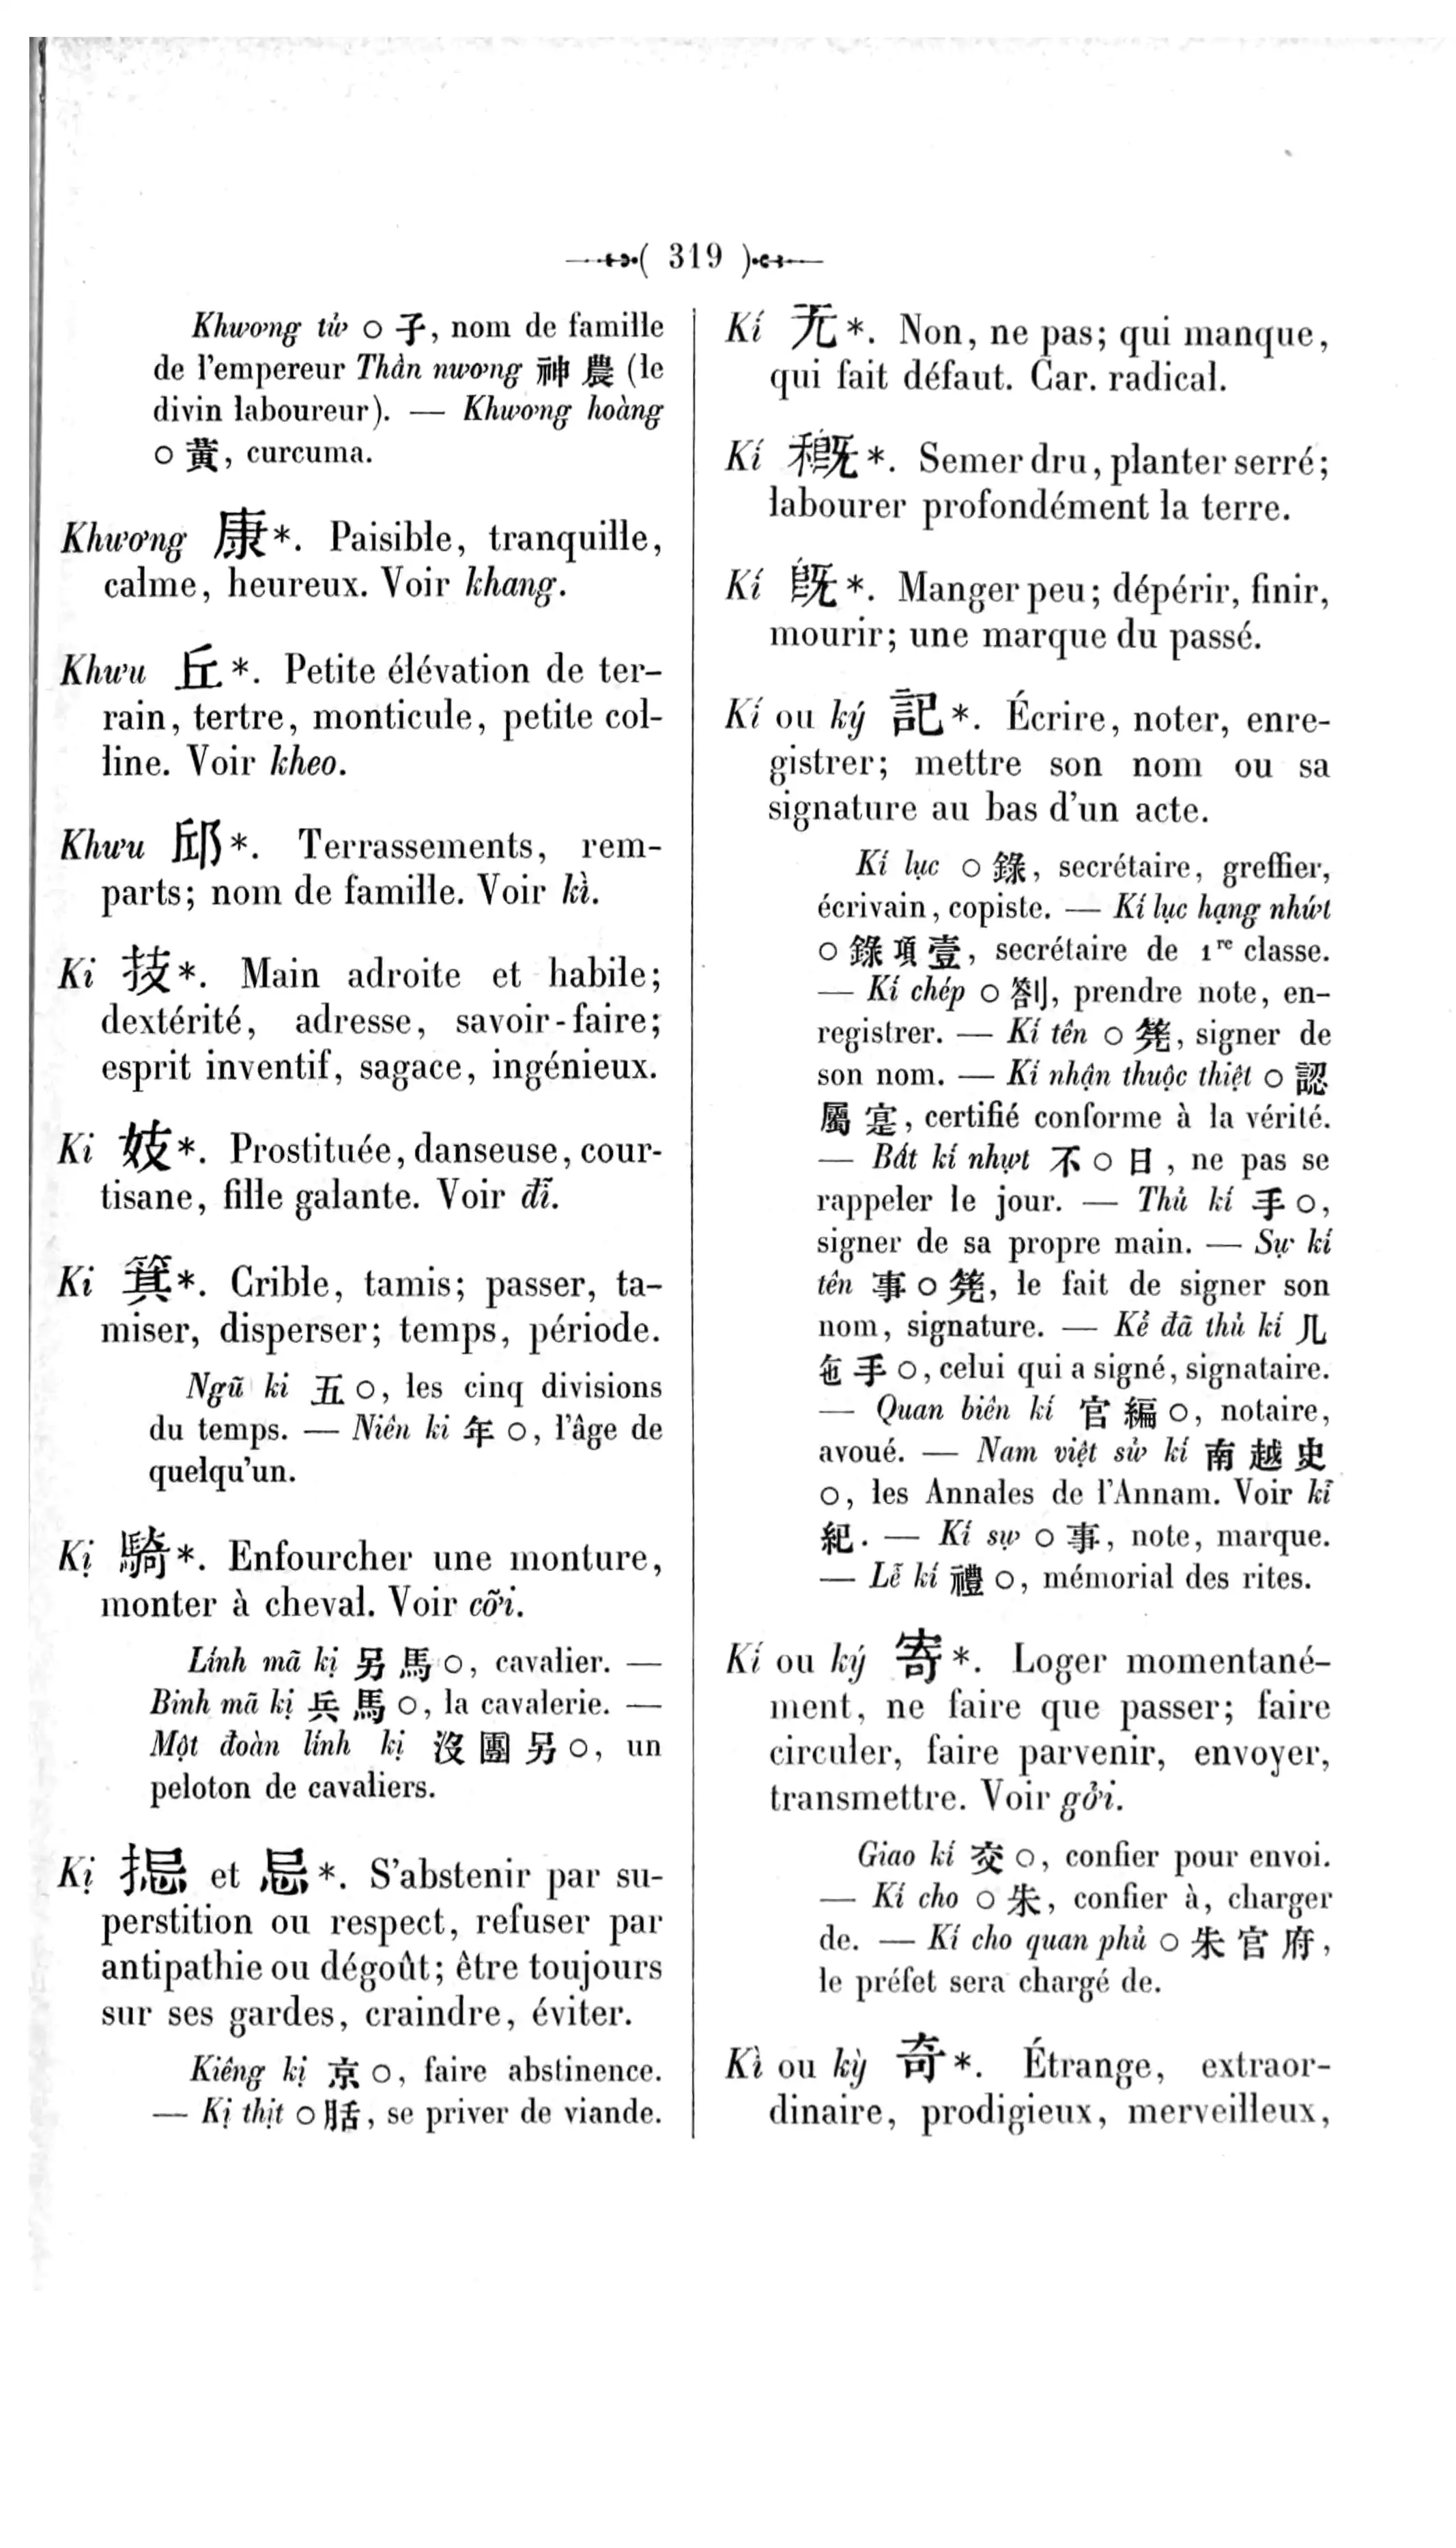 ( 319 )
Khương tử ○ 子, nom de famille
de l'empereur Thần nương 神農 (le
divin laboureur). — Khương hoàng
○ 黃, curcuma.
Khương 康*. Paisible, tranquille,
calme, heureux. Voir khang.
Khưu 丘*. Petite élévation de ter-
rain, tertre, monticule, petite col-
line. Voir kheo.
Khưu 邱*. Terrassements, rem-
parts; nom de famille. Voir kì.
Ki 技*. Main adroite et habile;
dextérité, adresse, savoir-faire;
esprit inventif, sagace, ingénieux.
Ki 妓*. Prostituée, danseuse, cour-
tisane, fille galante. Voir đĩ.
Ki 箕*. Crible, tamis; passer, ta-
miser, disperser; temps, période.
Ngũ ki 五 ○, les cinq divisions
du temps. — Niên ki 年 ○, l'âge de
quelqu'un.
Kị 騎*. Enfourcher une monture,
monter à cheval. Voir cỡi.
Lính mã kị 另馬 ○, cavalier. —
Binh mã kị 兵馬 ○, la cavalerie. —
Một đoàn lính kị 沒團另 ○, un
peloton de cavaliers.
Kị et 忌*. S'abstenir par su-
perstition ou respect, refuser par
antipathie ou dégoût; être toujours
sur ses gardes, craindre, éviter.
Kiêng kị 京 ○, faire abstinence.
— Kị thịt ○ 䏦, se priver de viande.
Kí 旡*. Non, ne pas; qui manque,
qui fait défaut. Car. radical.
Kí 穊*. Semer dru, planter serré;
labourer profondément la terre.
Kí 既*. Manger peu; dépérir, finir,
mourir; une marque du passé.
Kí ou ký 記*. Écrire, noter, enre-
gistrer; mettre son nom ou sa
signature au bas d'un acte.
Kí lục ○ 錄, secrétaire, greffier,
écrivain, copiste. — Kí lục hạng nhứt
○ 錄項壹, secrétaire de 1re classe.
— Kí chép ○ 劄, prendre note, en-
registrer. — Kí tên ○, signer de
son nom. — Kí nhận thuộc thiệt ○ 認
屬寔, certifié conforme à la vérité.
— Bất kí nhựt 不 ○ 日, ne pas se
rappeler le jour. — Thủ kí 手 ○,
signer de sa propre main. — Sự kí
tên 事 ○, le fait de signer son
nom, signature. — Kẻ đã thủ kí 几
㐌手 ○, celui qui a signé, signataire.
— Quan biên kí 官編 ○, notaire,
avoué. — Nam việt sử kí 南越史
○, les Annales de l'Annam. Voir kĩ
紀. — Kí sự ○ 事, note, marque.
— Lễ kí 禮 ○, mémorial des rites.
Kí ou ký 寄*. Loger momentané-
ment, ne faire que passer; faire
circuler, faire parvenir, envoyer,
transmettre. Voir gởi.
Giao kí 交 ○, confier pour envoi.
— Kí cho ○ 朱, confier à, charger
de. — Kí cho quan phủ ○ 朱官府,
le préfet sera chargé de.
Kì ou kỳ 奇*. Étrange, extraor-
dinaire, prodigieux, merveilleux,